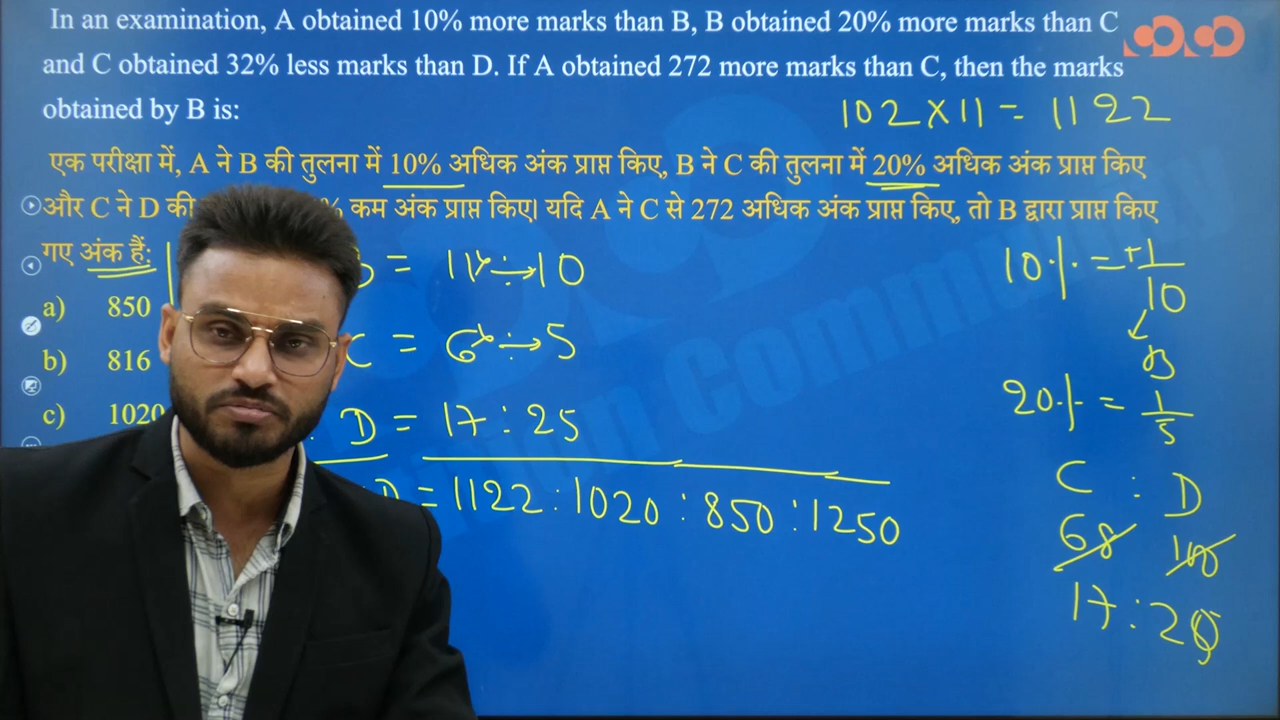 In an examination, A obtained 10% more marks than B, B obtained 20% more marks than C
and C obtained 32% less marks than D. If A obtained 272 more marks than C, then the marks
obtained by B is:
102 × 11 = 1122
एक परीक्षा में, A ने B की तुलना में 10% अधिक अंक प्राप्त किए, B ने C की तुलना में 20% अधिक अंक प्राप्त किए
और C ने D की % कम अंक प्राप्त किए। यदि A ने C से 272 अधिक अंक प्राप्त किए, तो B द्वारा प्राप्त किए
गए अंक हैं:
B = 11 : 10
10% = +1/10
B
a) 850
C = 6 : 5
b) 816
20% = 1/5
c) 1020
: D = 17 : 25
C : D
: D = 1122 : 1020 : 850 : 1250
68 100
17 : 25
Community